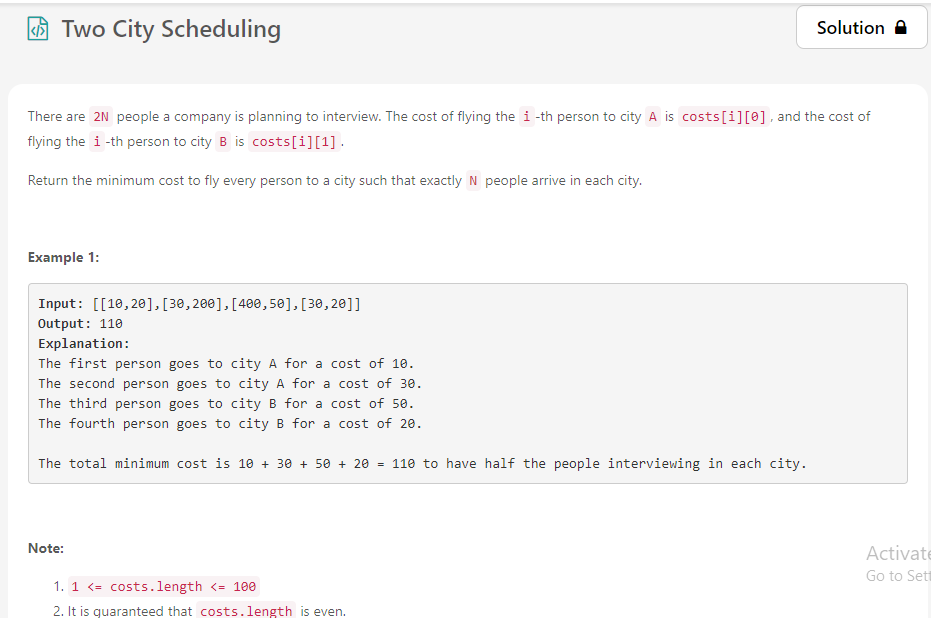 Two City Scheduling
Solution
There are 2N people a company is planning to interview. The cost of flying the i -th person to city A is costs[i][0] , and the cost of
flying the i -th person to city B is costs[i][1] .
Return the minimum cost to fly every person to a city such that exactly N people arrive in each city.
Example 1:
Input: [[10,20],[30,200],[400,50],[30,20]]
Output: 110
Explanation:
The first person goes to city A for a cost of 10.
The second person goes to city A for a cost of 30.
The third person goes to city B for a cost of 50.
The fourth person goes to city B for a cost of 20.
The total minimum cost is 10 + 30 + 50 + 20 = 110 to have half the people interviewing in each city.
Note:
Activate
Go to Sett
1. 1 <= costs.length <= 100
2. It is guaranteed that costs.length is even.